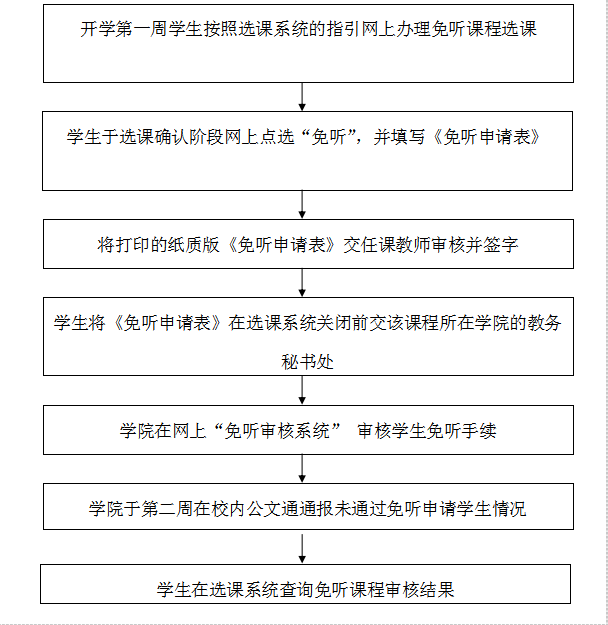 开学第一周学生按照选课系统的指引网上办理免听课程选课
学生于选课确认阶段网上点选“免听”，并填写《免听申请表》
将打印的纸质版《免听申请表》交任课教师审核并签字
学生将《免听申请表》在选课系统关闭前交该课程所在学院的教务
秘书处
学院在网上“免听审核系统” 审核学生免听手续
学院于第二周在校内公文通通报未通过免听申请学生情况
学生在选课系统查询免听课程审核结果